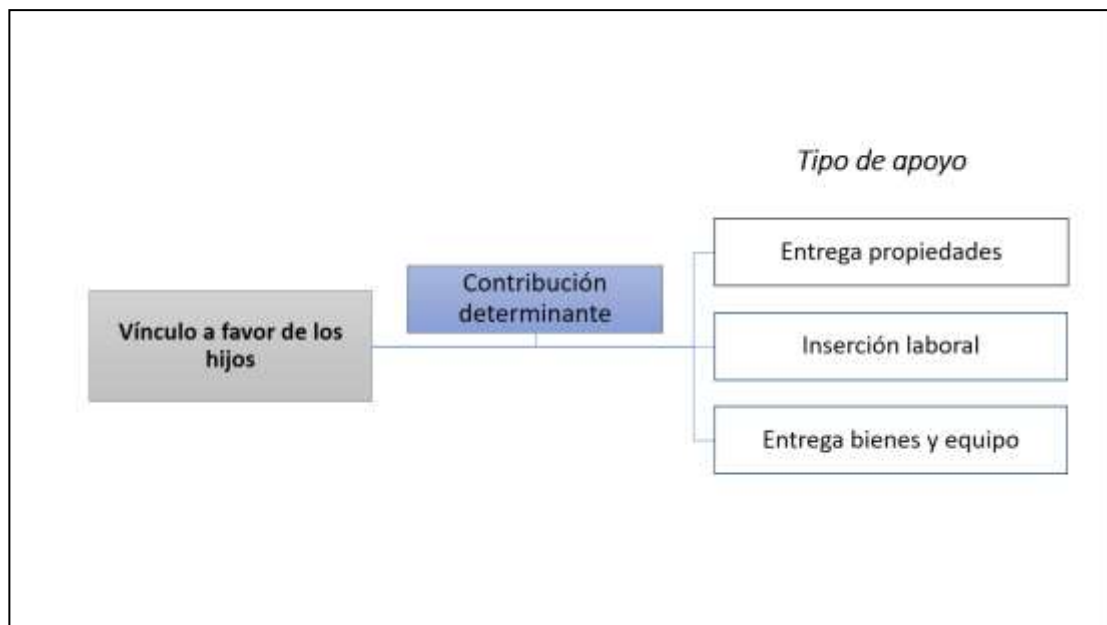 Tipo de apoyo
Vínculo a favor de los
hijos
Contribución
determinante
Entrega propiedades
Inserción laboral
Entrega bienes y equipo